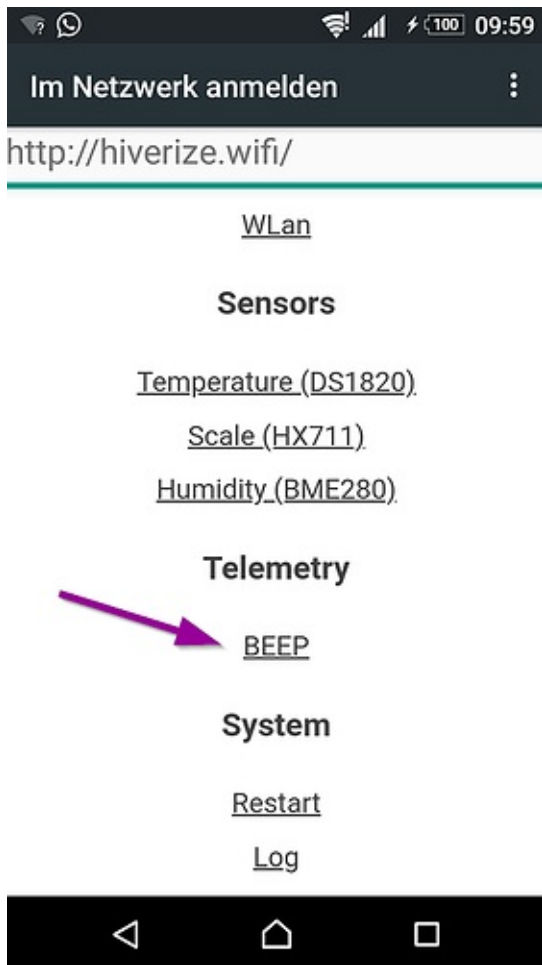 100 09:59
Im Netzwerk anmelden
http://hiverize.wifi/
WLan
Sensors
Temperature (DS1820)
Scale (HX711)
Humidity (BME280)
Telemetry
BEEP
System
Restart
Log